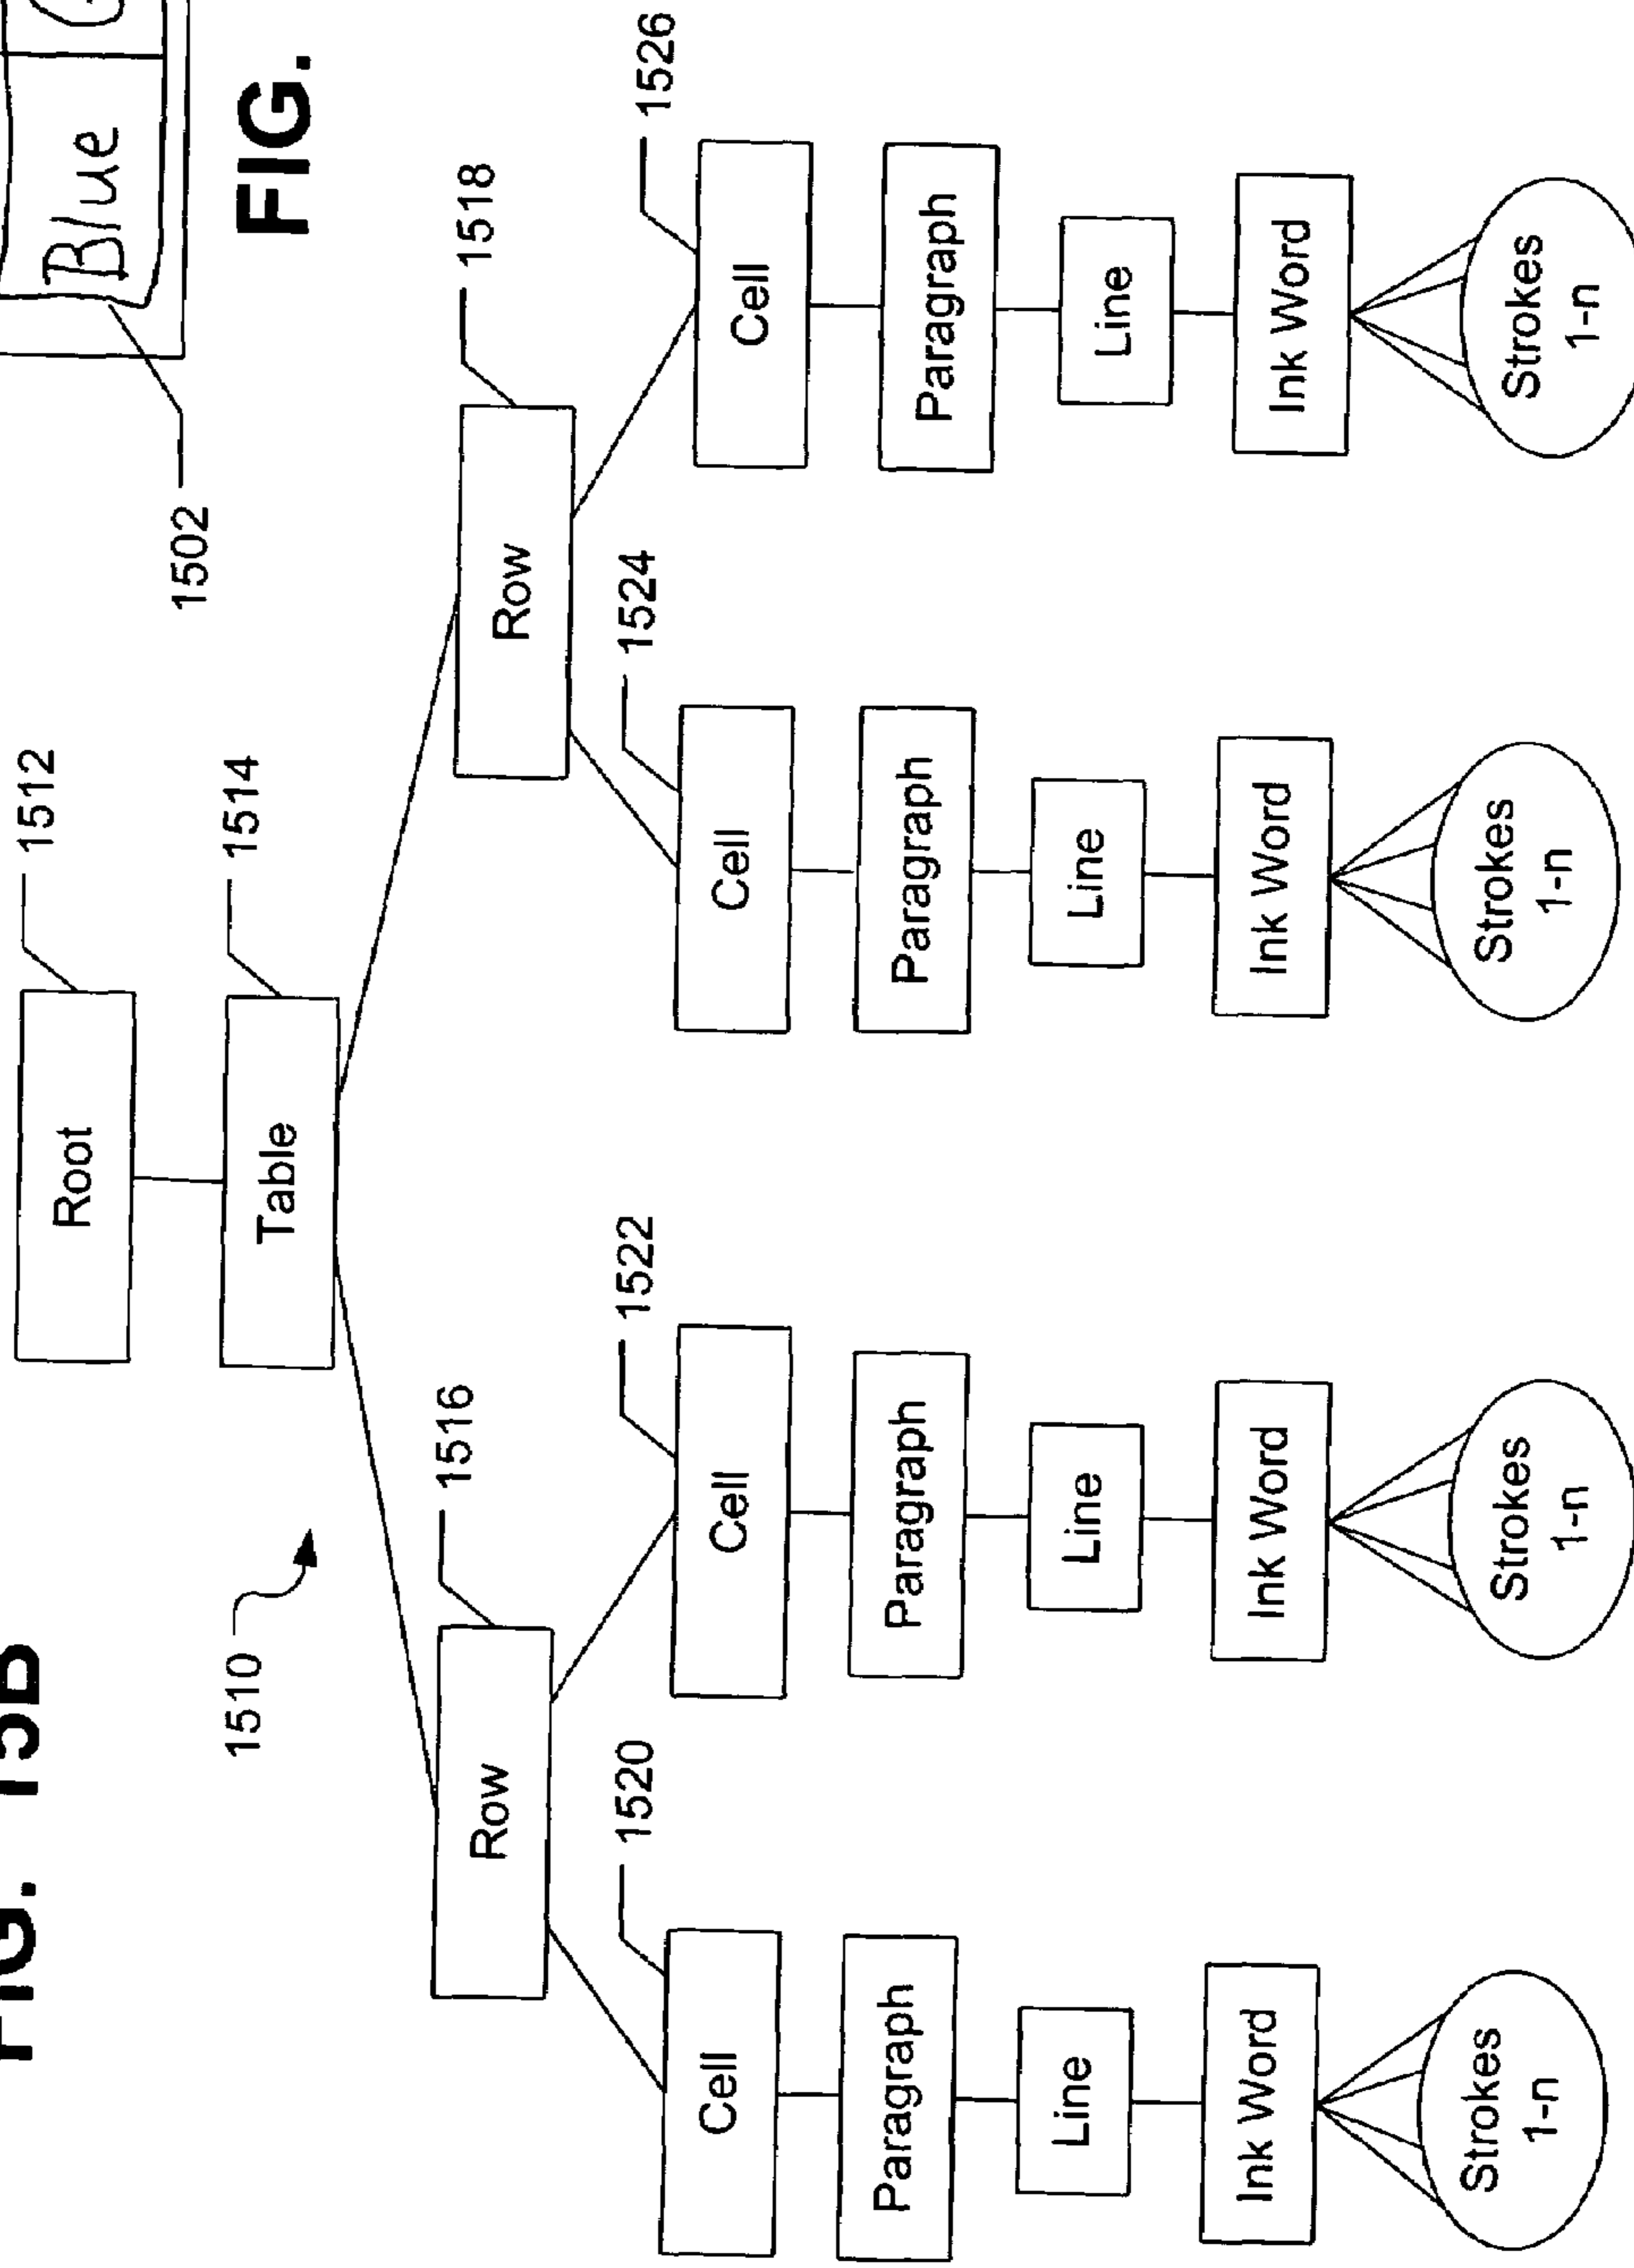 FIG. 15B
Root 1512
Blue
1502
1510 Table 1514
FIG.
Row 1516 Row 1518
1520 1522 1524 1526
Cell Cell Cell Cell
Paragraph Paragraph Paragraph Paragraph
Line Line Line Line
Ink Word Ink Word Ink Word Ink Word
Strokes Strokes Strokes Strokes
1-n 1-n 1-n 1-n